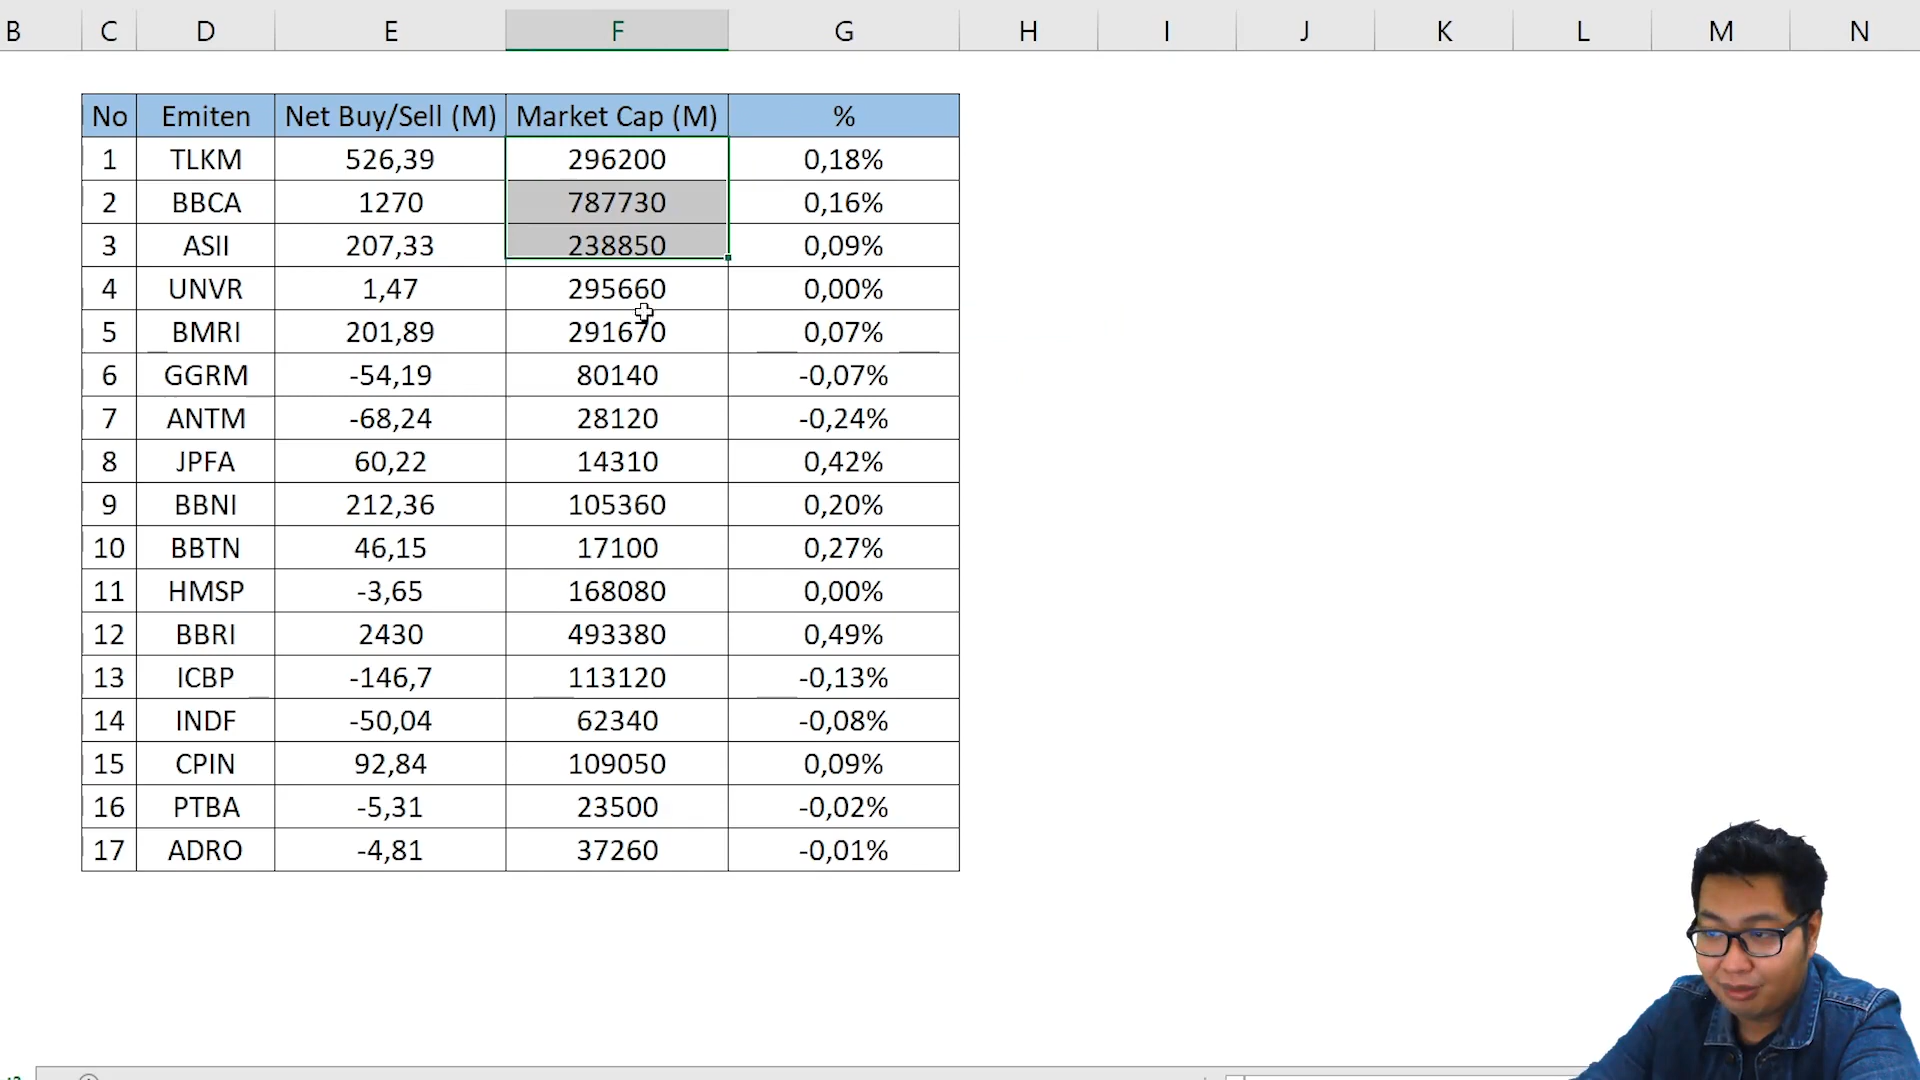 B C D E F G H I J K L M N
No Emiten Net Buy/Sell (M) Market Cap (M) %
1 TLKM 526,39 296200 0,18%
2 BBCA 1270 787730 0,16%
3 ASII 207,33 238850 0,09%
4 UNVR 1,47 295660 0,00%
5 BMRI 201,89 291670 0,07%
6 GGRM -54,19 80140 -0,07%
7 ANTM -68,24 28120 -0,24%
8 JPFA 60,22 14310 0,42%
9 BBNI 212,36 105360 0,20%
10 BBTN 46,15 17100 0,27%
11 HMSP -3,65 168080 0,00%
12 BBRI 2430 493380 0,49%
13 ICBP -146,7 113120 -0,13%
14 INDF -50,04 62340 -0,08%
15 CPIN 92,84 109050 0,09%
16 PTBA -5,31 23500 -0,02%
17 ADRO -4,81 37260 -0,01%